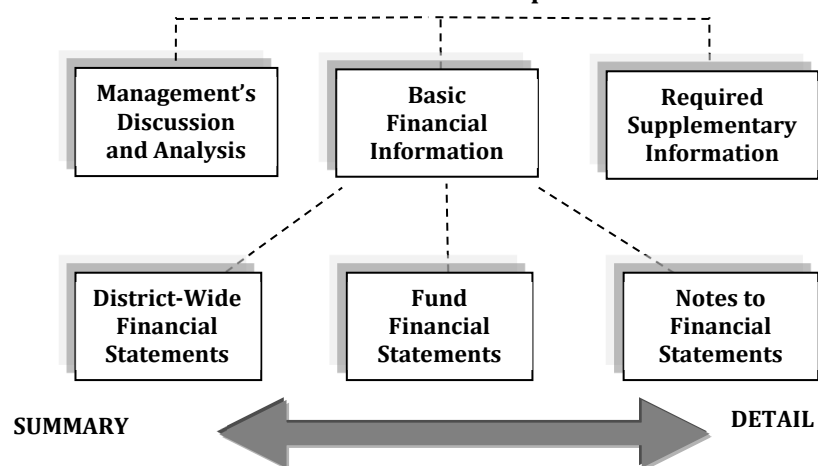 Management’s
Discussion
and Analysis
Basic
Financial
Information
Required
Supplementary
Information
District-Wide
Financial
Statements
Fund
Financial
Statements
Notes to
Financial
Statements
SUMMARY
DETAIL